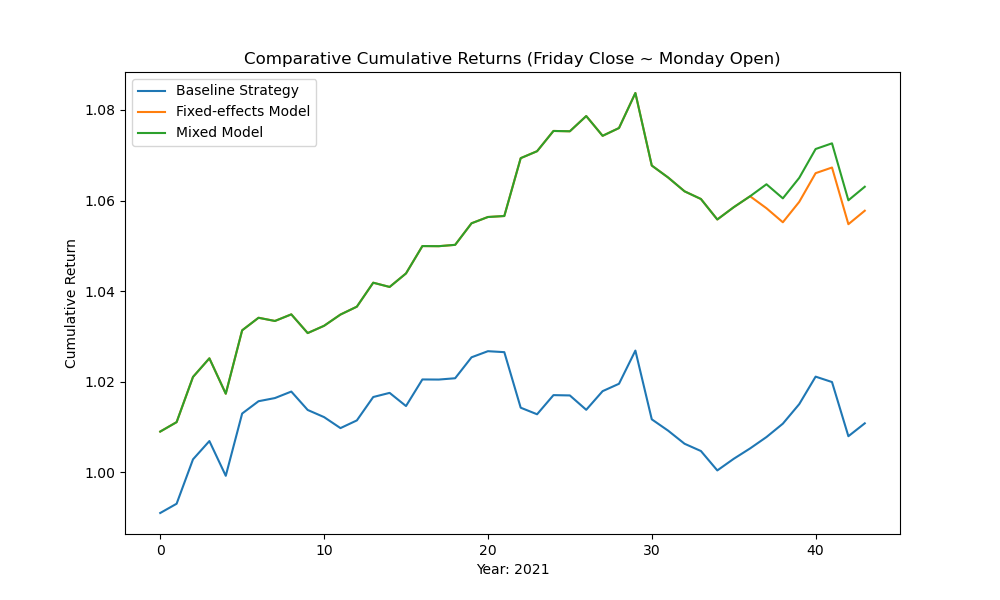 Comparative Cumulative Returns (Friday Close ~ Monday Open)
Baseline Strategy
Fixed-effects Model
Mixed Model
Cumulative Return
1.08
1.06
1.04
1.02
1.00
0 10 20 30 40
Year: 2021